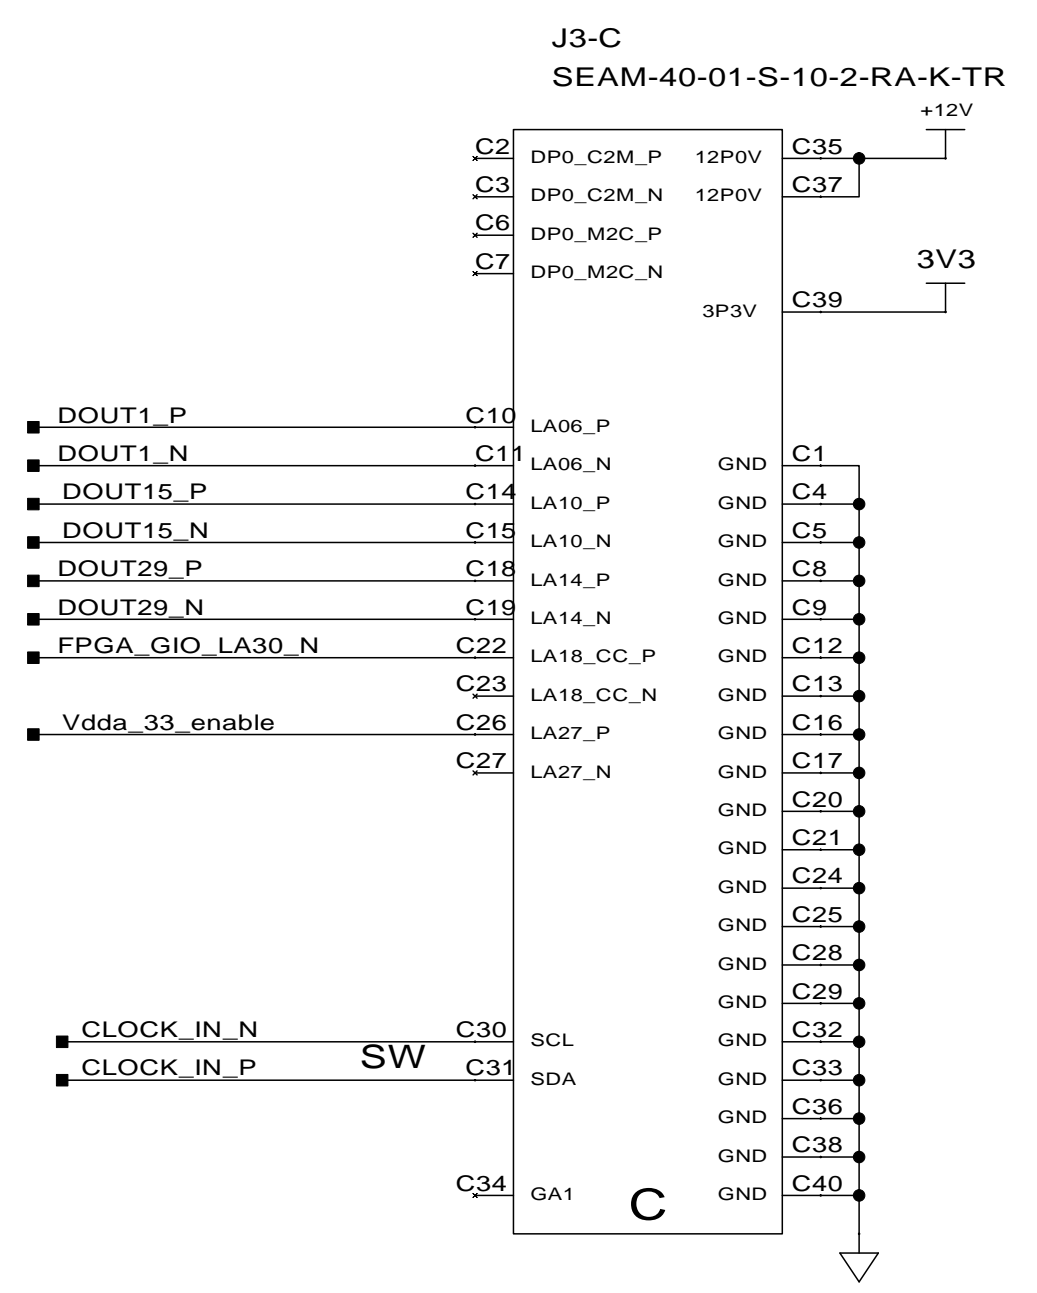 J3-C
SEAM-40-01-S-10-2-RA-K-TR
+12V
C2 DP0_C2M_P 12P0V C35
C3 DP0_C2M_N 12P0V C37
C6 DP0_M2C_P
C7 DP0_M2C_N
3V3
3P3V C39
DOUT1_P C10 LA06_P
DOUT1_N C11 LA06_N GND C1
DOUT15_P C14 LA10_P GND C4
DOUT15_N C15 LA10_N GND C5
DOUT29_P C18 LA14_P GND C8
DOUT29_N C19 LA14_N GND C9
FPGA_GIO_LA30_N C22 LA18_CC_P GND C12
C23 LA18_CC_N GND C13
Vdda_33_enable C26 LA27_P GND C16
C27 LA27_N GND C17
GND C20
GND C21
GND C24
GND C25
GND C28
GND C29
CLOCK_IN_N C30 SCL GND C32
SW
CLOCK_IN_P C31 SDA GND C33
GND C36
GND C38
C34 GA1 GND C40
C